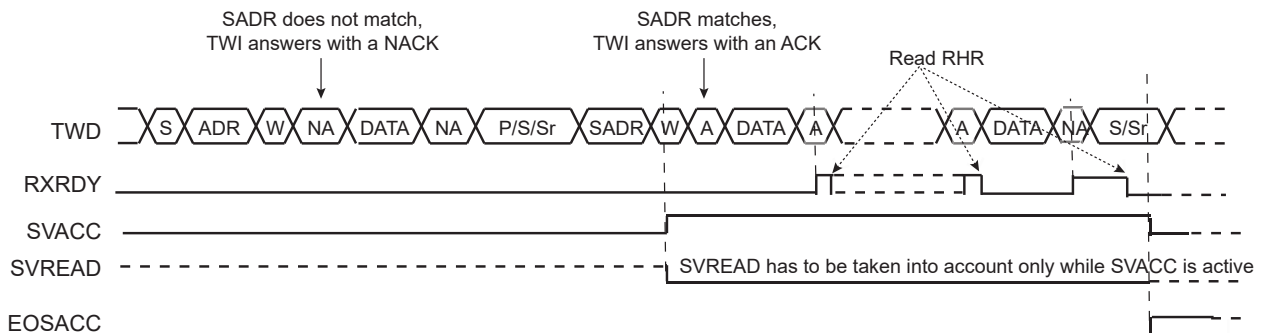 SADR does not match,
TWI answers with a NACK
SADR matches,
TWI answers with an ACK
Read RHR
TWD S ADR W NA DATA NA P/S/Sr SADR W A DATA A A DATA NA S/Sr
RXRDY
SVACC
SVREAD SVREAD has to be taken into account only while SVACC is active
EOSACC